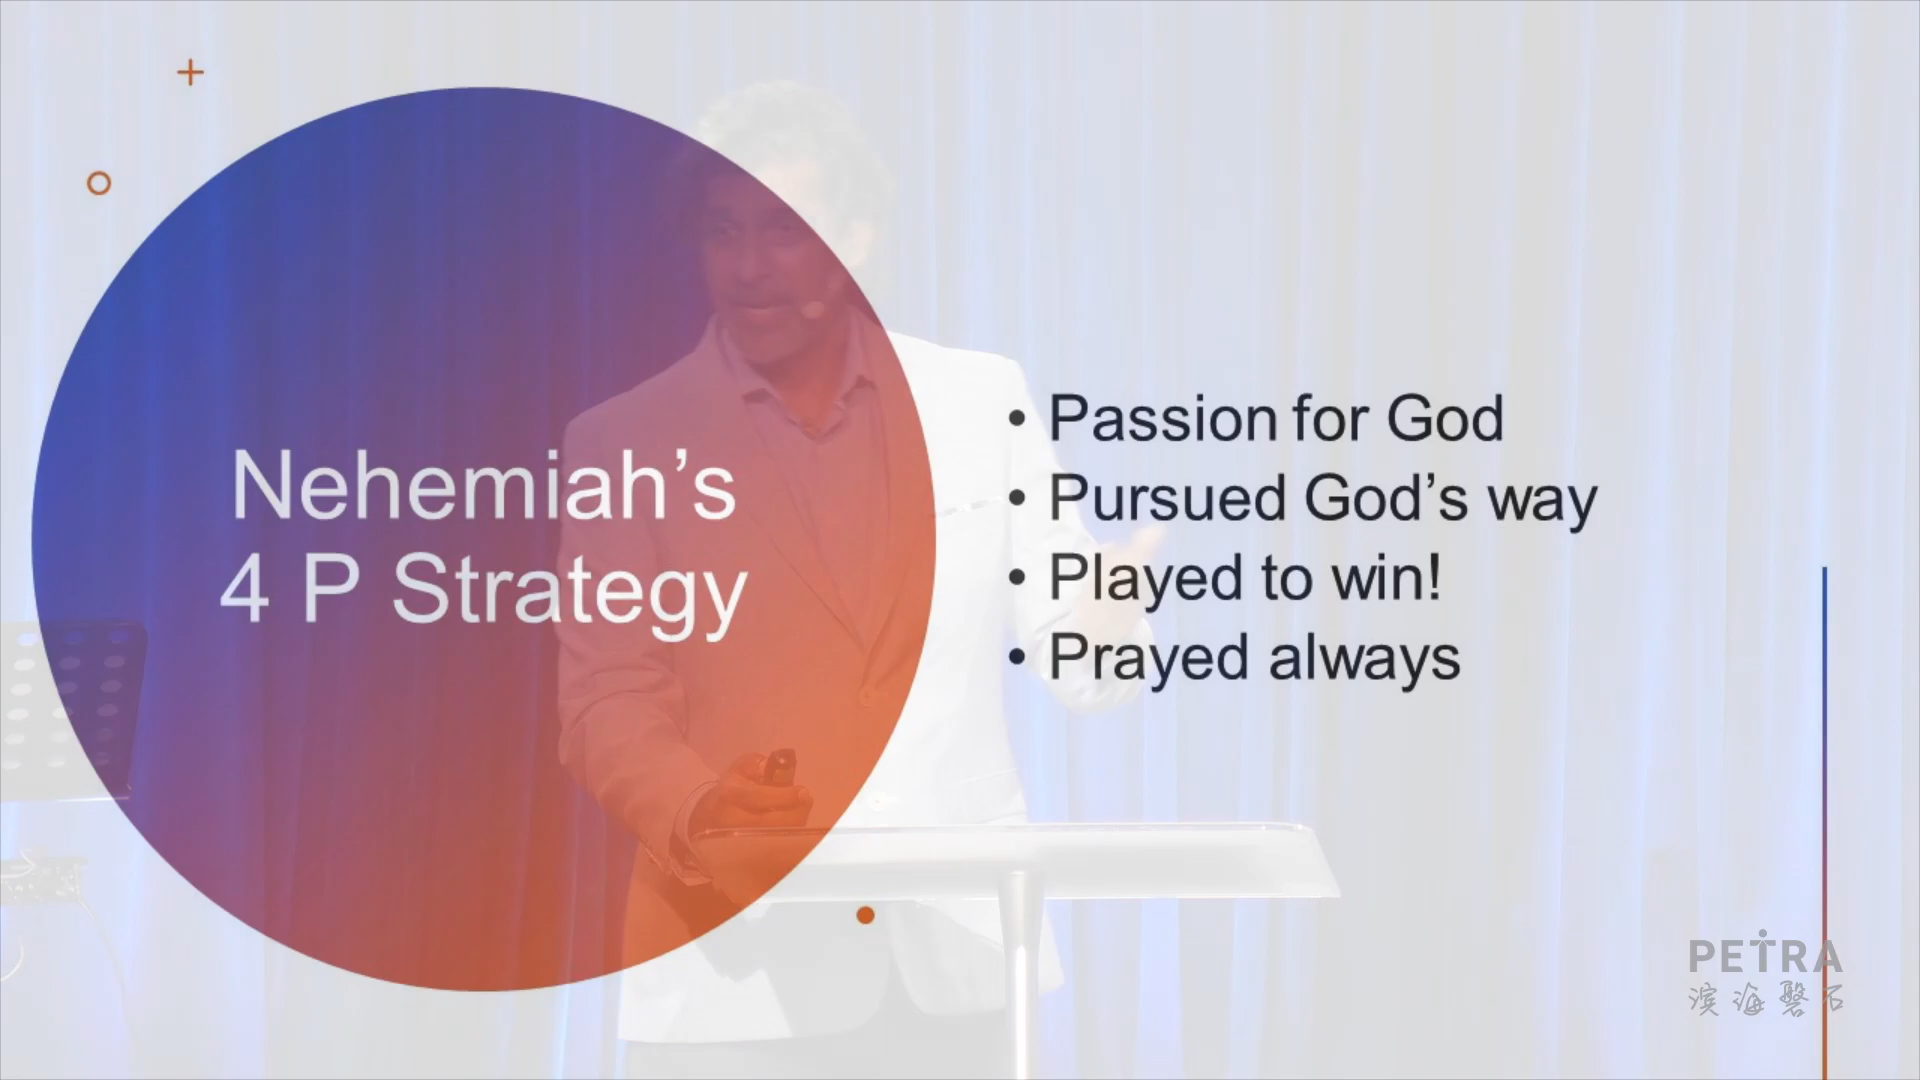 Nehemiah’s
4 P Strategy
• Passion for God
• Pursued God’s way
• Played to win!
• Prayed always
PETRA
滨海磐石